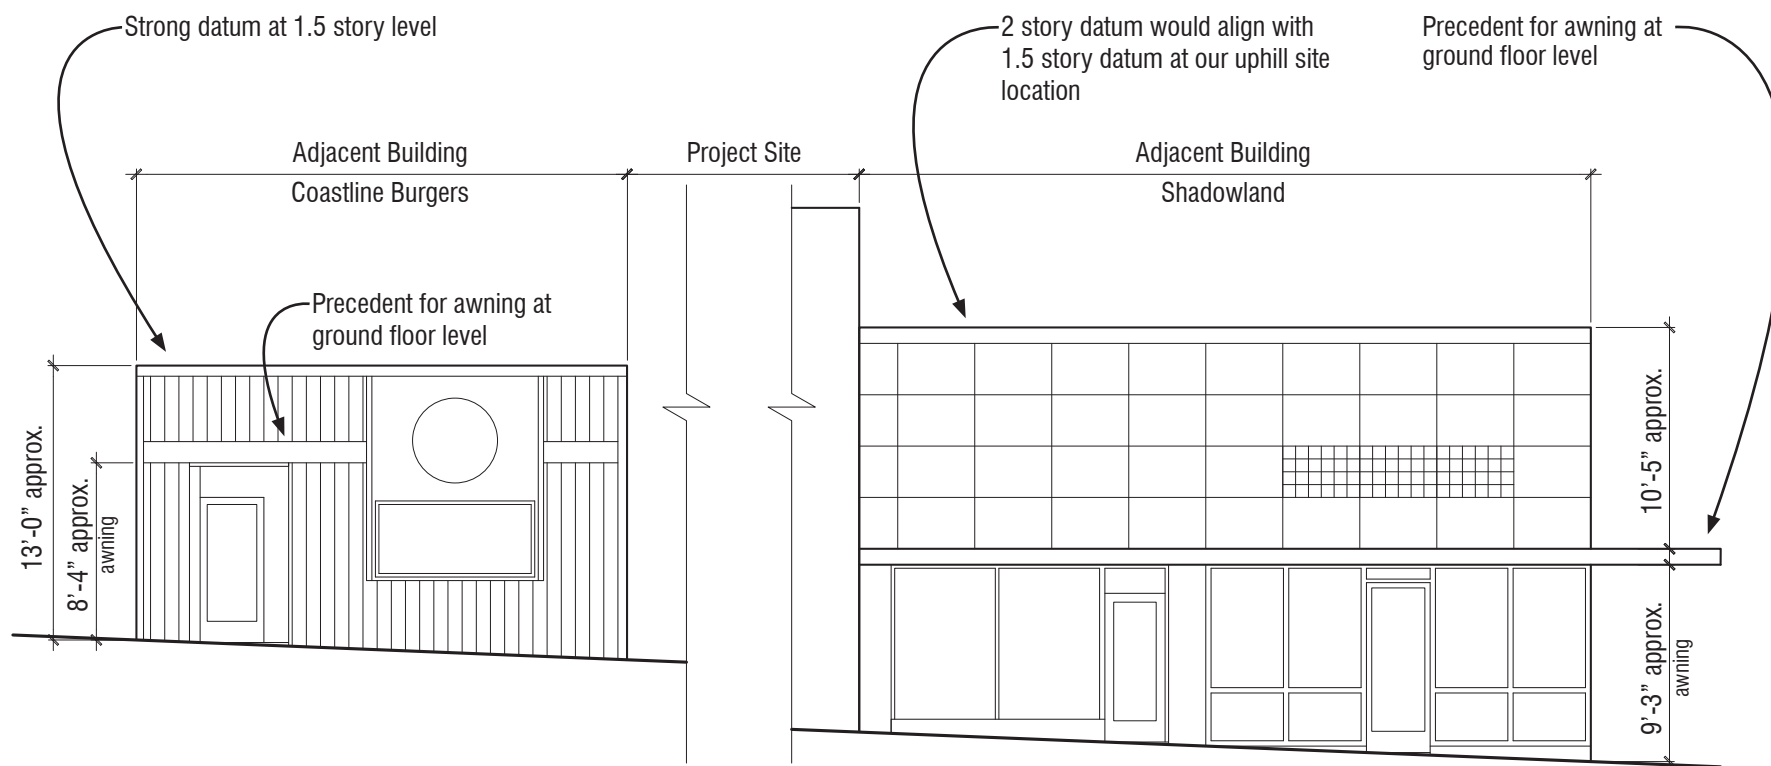 Strong datum at 1.5 story level
2 story datum would align with
1.5 story datum at our uphill site
location
Precedent for awning at
ground floor level
Adjacent Building
Coastline Burgers
Project Site
Adjacent Building
Shadowland
Precedent for awning at
ground floor level
13’-0” approx.
8’-4” approx.
awning
10’-5” approx.
9’-3” approx.
awning